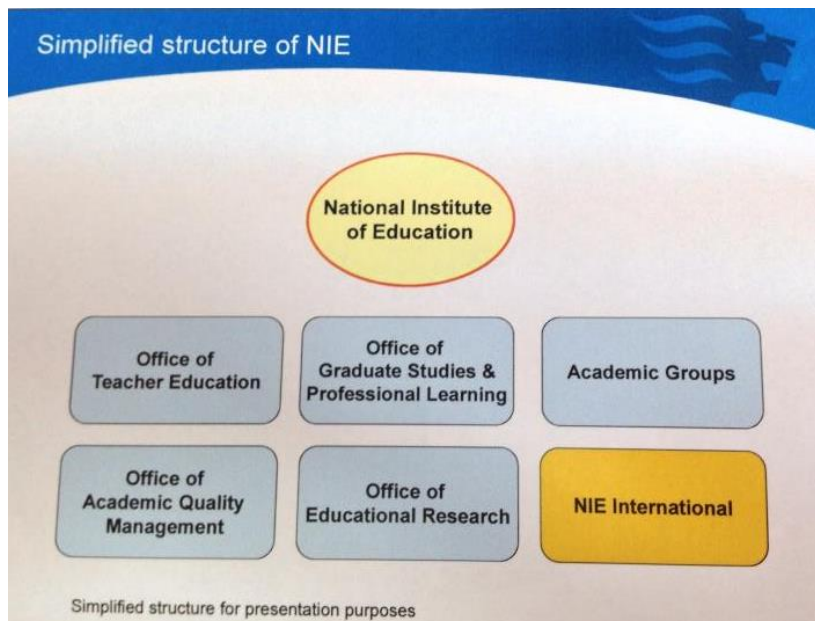 Simplified structure of NIE
National Institute
of Education
Office of
Teacher Education
Office of
Graduate Studies &
Professional Learning
Academic Groups
Office of
Academic Quality
Management
Office of
Educational Research
NIE International
Simplified structure for presentation purposes